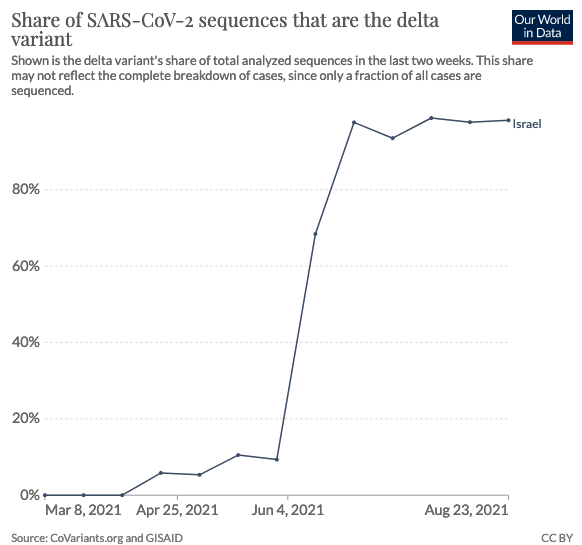 Share of SARS-CoV-2 sequences that are the delta
variant
Our World
in Data
Shown is the delta variant's share of total analyzed sequences in the last two weeks. This share
may not reflect the complete breakdown of cases, since only a fraction of all cases are
sequenced.
Israel
80%
60%
40%
20%
0%
Mar 8, 2021 Apr 25, 2021 Jun 4, 2021 Aug 23, 2021
Source: CoVariants.org and GISAID CC BY